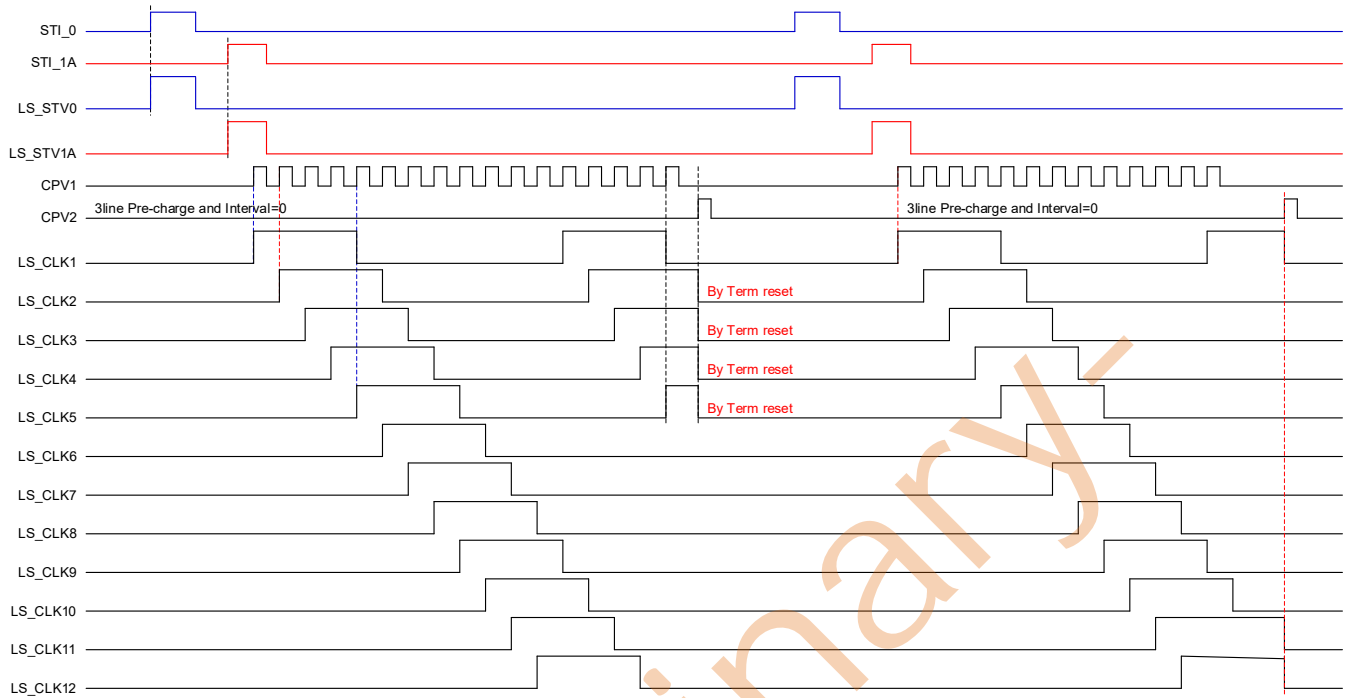 STI_0
STI_1A
LS_STV0
LS_STV1A
CPV1
CPV2
3line Pre-charge and Interval=0
3line Pre-charge and Interval=0
LS_CLK1
LS_CLK2
By Term reset
LS_CLK3
By Term reset
LS_CLK4
By Term reset
LS_CLK5
By Term reset
LS_CLK6
LS_CLK7
LS_CLK8
LS_CLK9
LS_CLK10
LS_CLK11
LS_CLK12
inary-